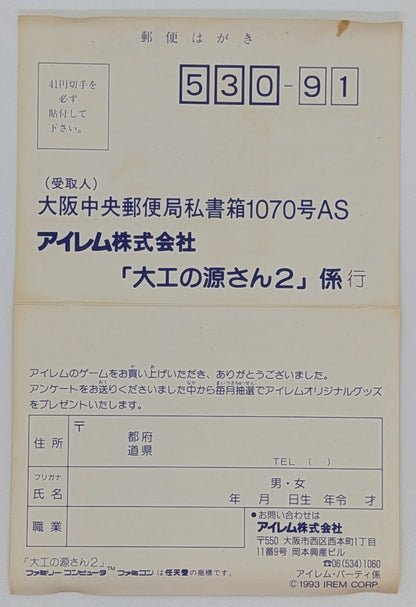 郵便はがき
41円切手を
必ず
貼付して
下さい。
530-91
(受取人)
大阪中央郵便局私書箱1070号AS
アイレム株式会社
「大工の源さん2」係行
アイレムのゲームをお買い上げいただき、ありがとうございました。
アンケートをお送りくださいました中から毎月抽選でアイレムオリジナルグッズ
をプレゼントいたします。
住所
〒
都府
道県
TEL ( )
フリガナ
氏名
男・女
年 月 日生 年令 才
職業
●お問い合わせは
アイレム株式会社
〒550 大阪市西区西本町1丁目
11番9号 岡本興産ビル
☎06(534)1060
アイレム・パーティ係
©1993 IREM CORP.
「大工の源さん2」
ファミリーコンピュータ™ ファミコンは任天堂の商標です。